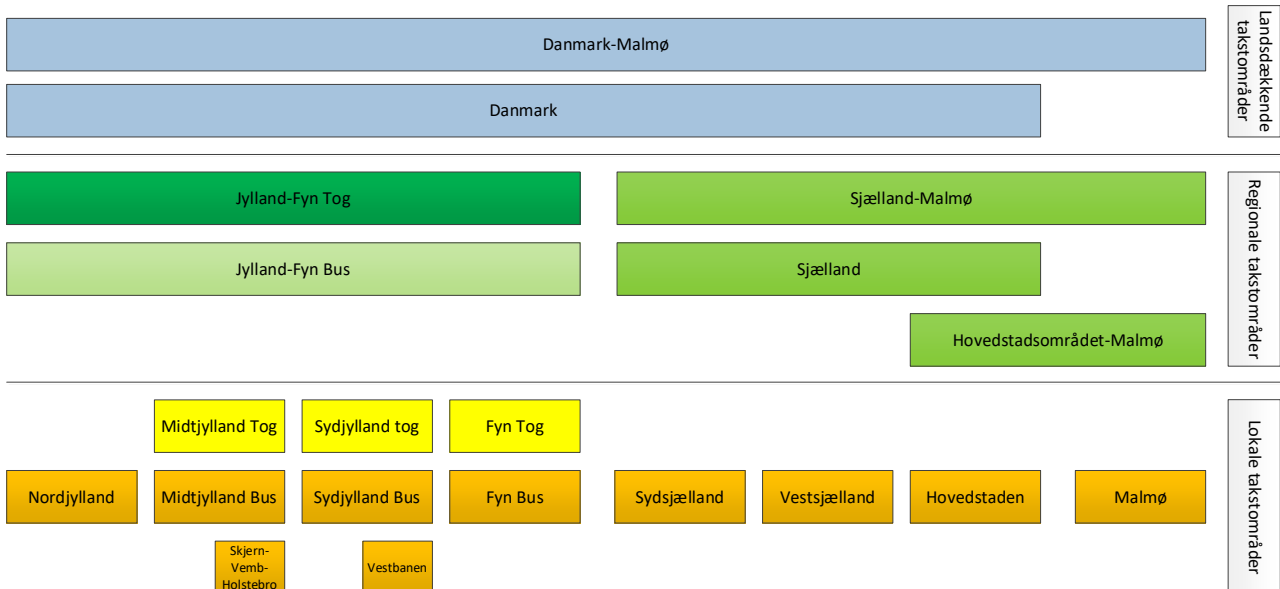 Danmark-Malmø
Danmark
Landsdækkende
takstområder
Jylland-Fyn Tog
Sjælland-Malmø
Jylland-Fyn Bus
Sjælland
Hovedstadsområdet-Malmø
Regionale takstområder
Midtjylland Tog
Sydjylland tog
Fyn Tog
Nordjylland
Midtjylland Bus
Sydjylland Bus
Fyn Bus
Sydsjælland
Vestsjælland
Hovedstaden
Malmø
Skjern-
Vemb-
Holstebro
Vestbanen
Lokale takstområder